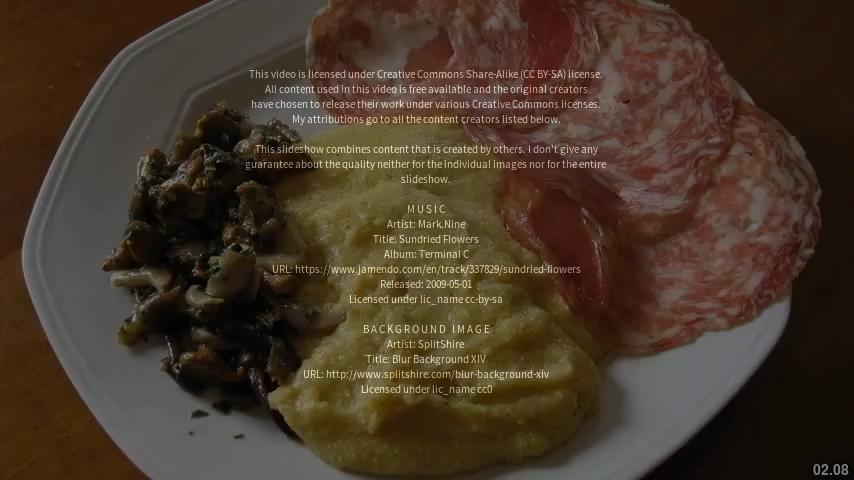 This video is licensed under Creative Commons Share-Alike (CC BY-SA) license.
All content used in this video is free available and the original creators
have chosen to release their work under various Creative Commons licenses.
My attributions go to all the content creators listed below.
This slideshow combines content that is created by others. I don't give any
guarantee about the quality neither for the individual images nor for the entire
slideshow.
MUSIC
Artist: Mark.Nine
Title: Sundried Flowers
Album: Terminal C
URL: https://www.jamendo.com/en/track/337829/sundried-flowers
Released: 2009-05-01
Licensed under lic_name cc-by-sa
BACKGROUND IMAGE
Artist: SplitShire
Title: Blur Background XIV
URL: http://www.splitshire.com/blur-background-xiv
Licensed under lic_name cc0
02.08